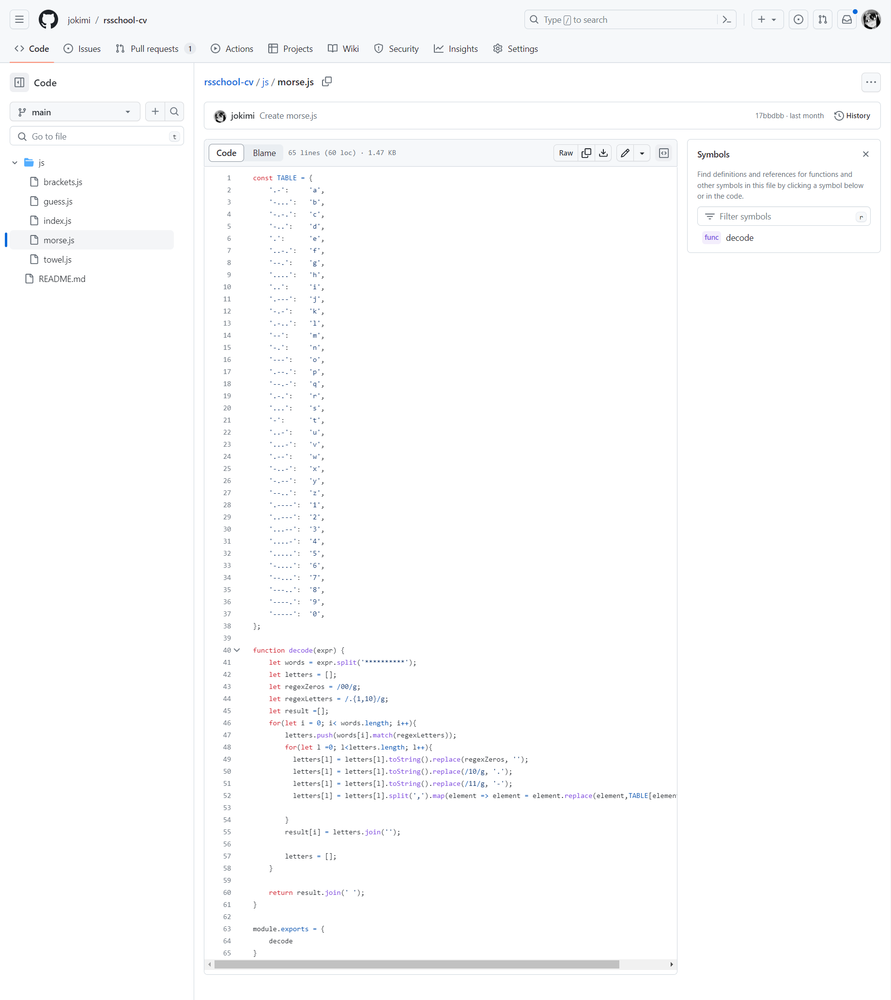 jokimi / rsschool-cv
Type / to search
Code
Issues
Pull requests 1
Actions
Projects
Wiki
Security
Insights
Settings
Code
main
Go to file
t
js
brackets.js
guess.js
index.js
morse.js
towel.js
README.md
rsschool-cv / js / morse.js
jokimi Create morse.js
17bbdbb · last month
History
Code
Blame
65 lines (60 loc) · 1.47 KB
Raw
1 const TABLE = {
2 '.-': 'a',
3 '-...': 'b',
4 '-.-.': 'c',
5 '-..': 'd',
6 '.': 'e',
7 '..-.': 'f',
8 '--.': 'g',
9 '....': 'h',
10 '..': 'i',
11 '.---': 'j',
12 '-.-': 'k',
13 '.-..': 'l',
14 '--': 'm',
15 '-.': 'n',
16 '---': 'o',
17 '.--.': 'p',
18 '--.-': 'q',
19 '.-.': 'r',
20 '...': 's',
21 '-': 't',
22 '..-': 'u',
23 '...-': 'v',
24 '.--': 'w',
25 '-..-': 'x',
26 '-.--': 'y',
27 '--..': 'z',
28 '.----': '1',
29 '..---': '2',
30 '...--': '3',
31 '....-': '4',
32 '.....': '5',
33 '-....': '6',
34 '--...': '7',
35 '---..': '8',
36 '----.': '9',
37 '-----': '0',
38 };
39
40 function decode(expr) {
41 let words = expr.split('**********');
42 let letters = [];
43 let regexZeros = /00/g;
44 let regexLetters = /.{1,10}/g;
45 let result =[];
46 for(let i = 0; i< words.length; i++){
47 letters.push(words[i].match(regexLetters));
48 for(let l =0; l<letters.length; l++){
49 letters[l] = letters[l].toString().replace(regexZeros, '');
50 letters[l] = letters[l].toString().replace(/10/g, '.');
51 letters[l] = letters[l].toString().replace(/11/g, '-');
52 letters[l] = letters[l].split(',').map(element => element = element.replace(element,TABLE[elemen
53
54 }
55 result[i] = letters.join('');
56
57 letters = [];
58 }
59
60 return result.join(' ');
61 }
62
63 module.exports = {
64 decode
65 }
Symbols
Find definitions and references for functions and
other symbols in this file by clicking a symbol below
or in the code.
Filter symbols
r
func decode